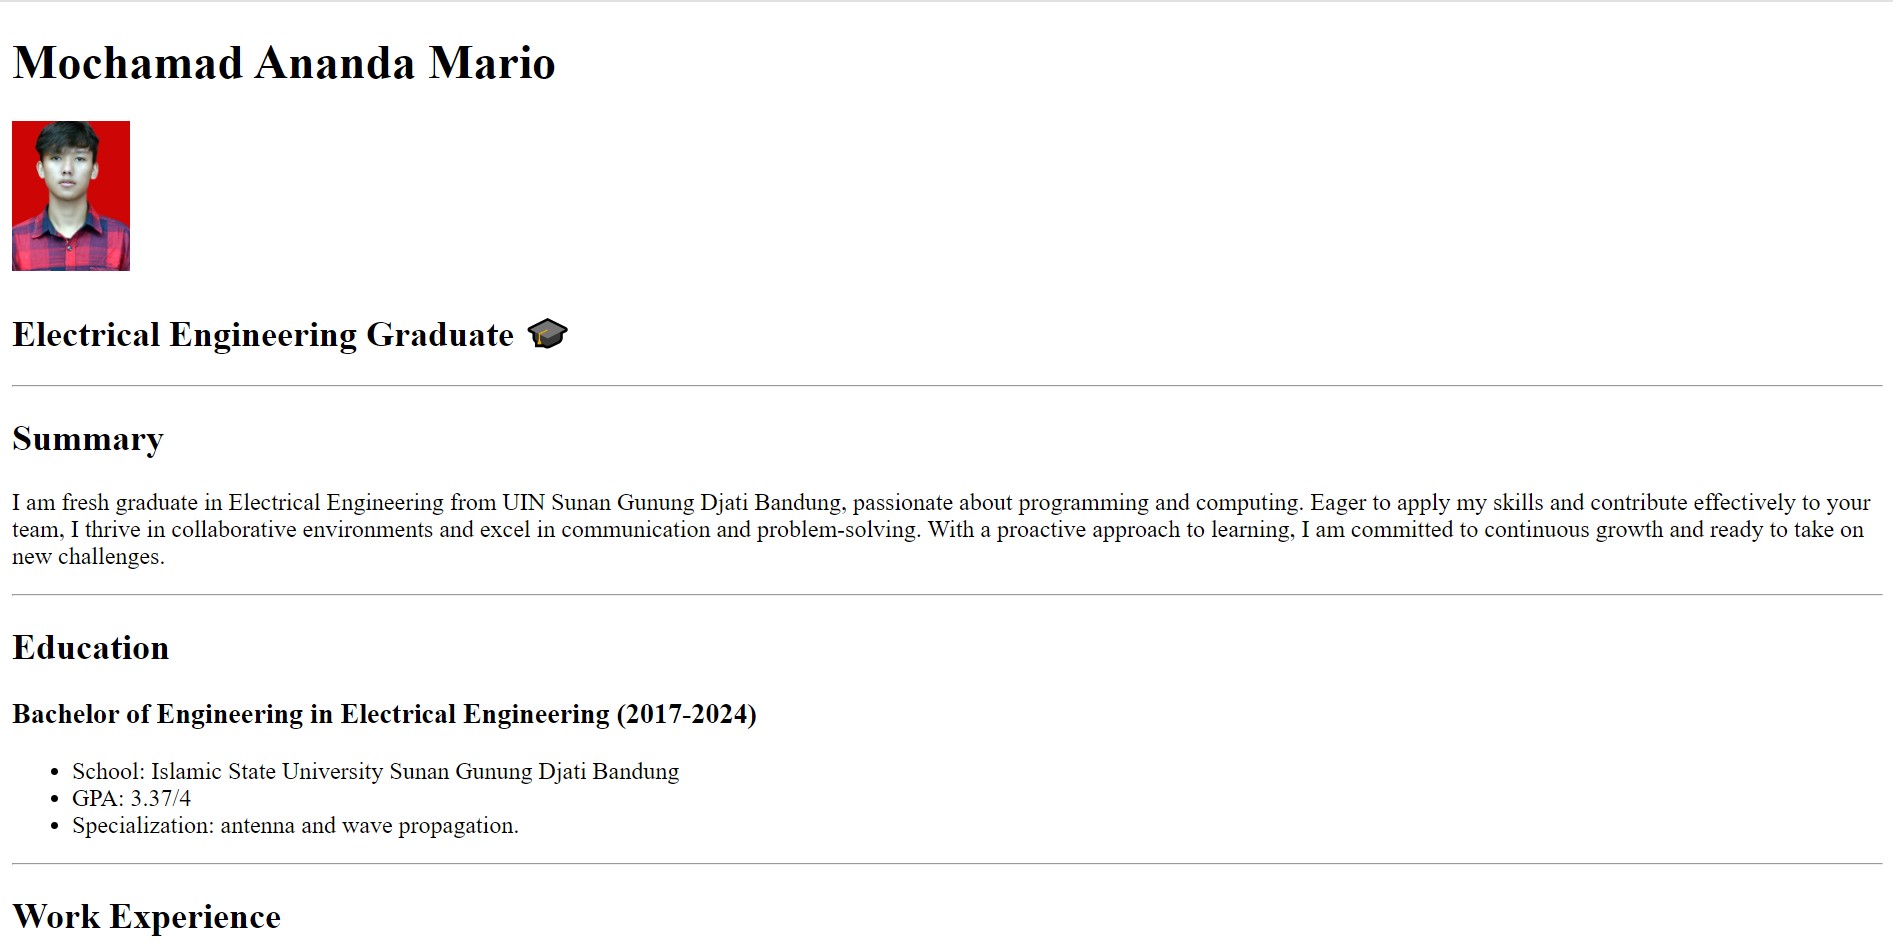 Mochamad Ananda Mario
Electrical Engineering Graduate 🎓
Summary
I am fresh graduate in Electrical Engineering from UIN Sunan Gunung Djati Bandung, passionate about programming and computing. Eager to apply my skills and contribute effectively to your
team, I thrive in collaborative environments and excel in communication and problem-solving. With a proactive approach to learning, I am committed to continuous growth and ready to take on
new challenges.
Education
Bachelor of Engineering in Electrical Engineering (2017-2024)
• School: Islamic State University Sunan Gunung Djati Bandung
• GPA: 3.37/4
• Specialization: antenna and wave propagation.
Work Experience